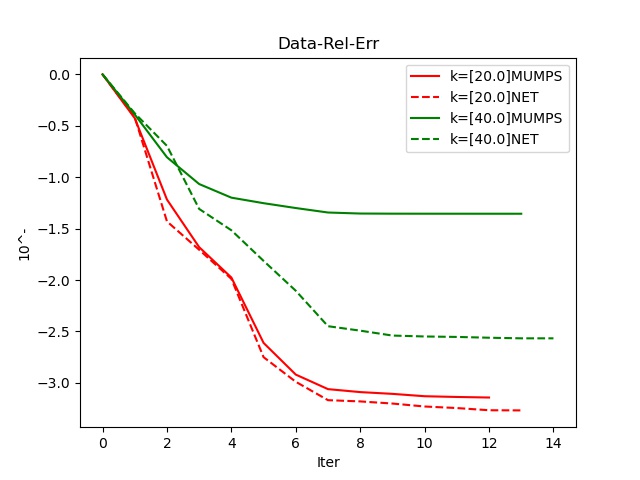 Data-Rel-Err
k=[20.0]MUMPS
k=[20.0]NET
k=[40.0]MUMPS
k=[40.0]NET
10^-
0.0
−0.5
−1.0
−1.5
−2.0
−2.5
−3.0
0 2 4 6 8 10 12 14
Iter